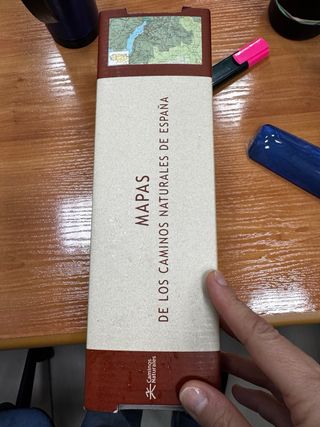 MAPAS
DE LOS CAMINOS NATURALES DE ESPAÑA
Caminos
Naturales